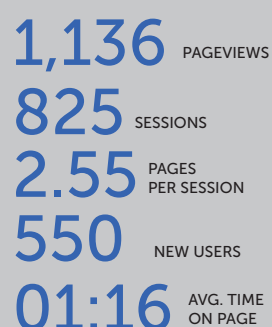 1,136 PAGEVIEWS
825 SESSIONS
2.55 PAGES
PER SESSION
550 NEW USERS
01:16 AVG. TIME
ON PAGE